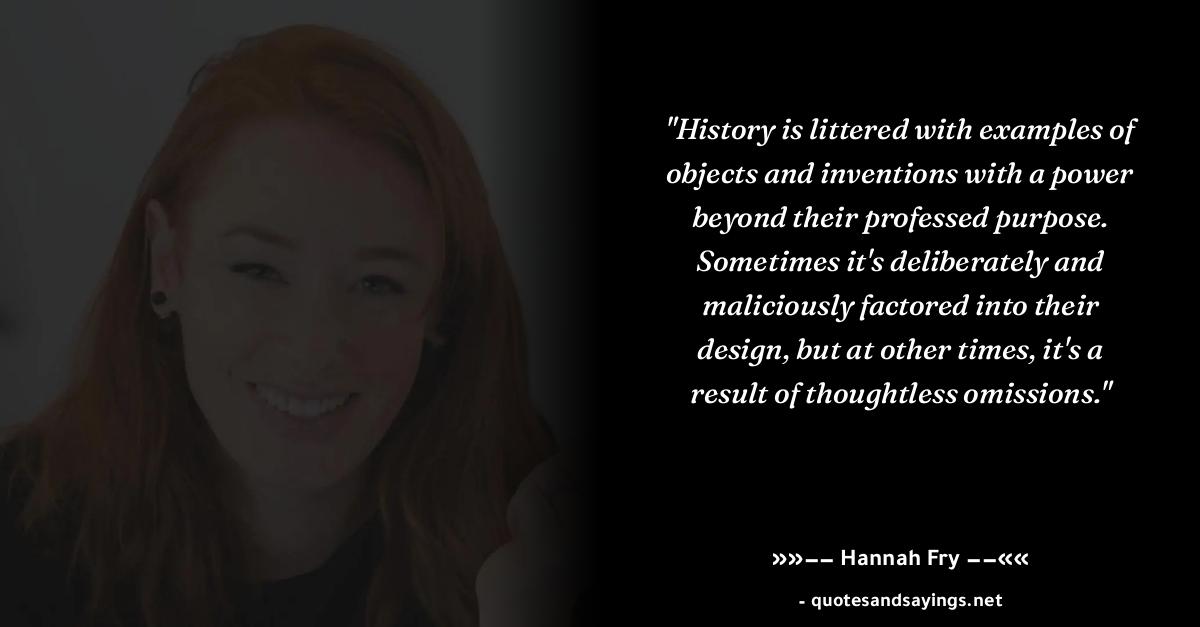 "History is littered with examples of
objects and inventions with a power
beyond their professed purpose.
Sometimes it's deliberately and
maliciously factored into their
design, but at other times, it's a
result of thoughtless omissions."
»»−− Hannah Fry −−««
- quotesandsayings.net